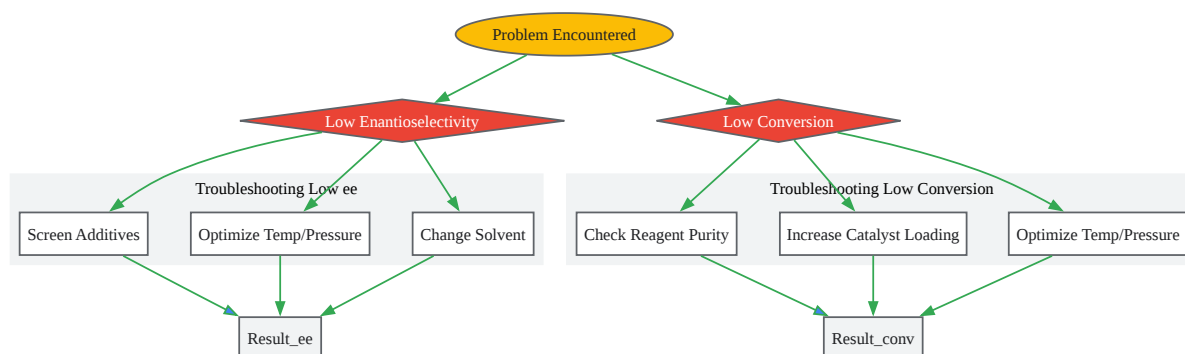 Problem Encountered
Low Enantioselectivity
Low Conversion
Troubleshooting Low ee
Troubleshooting Low Conversion
Screen Additives
Optimize Temp/Pressure
Change Solvent
Check Reagent Purity
Increase Catalyst Loading
Optimize Temp/Pressure
Result_ee
Result_conv